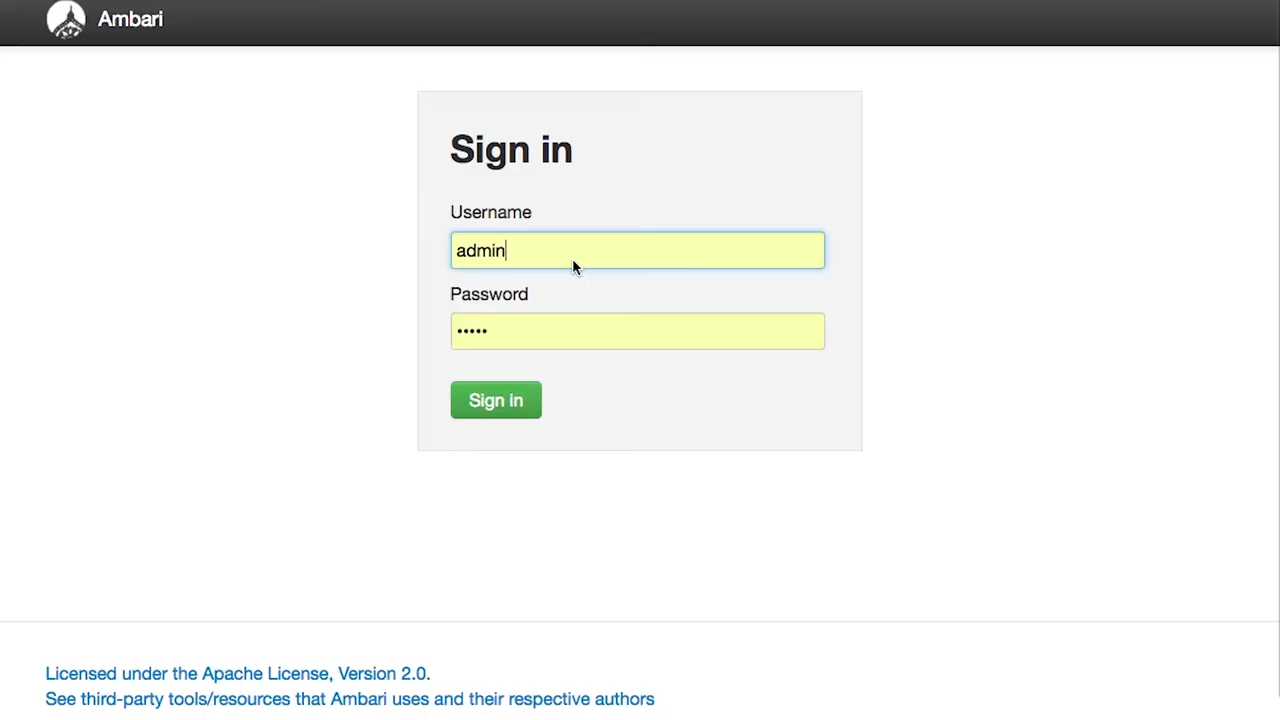 Ambari
Sign in
Username
admin
Password
•••••
Sign in
Licensed under the Apache License, Version 2.0.
See third-party tools/resources that Ambari uses and their respective authors